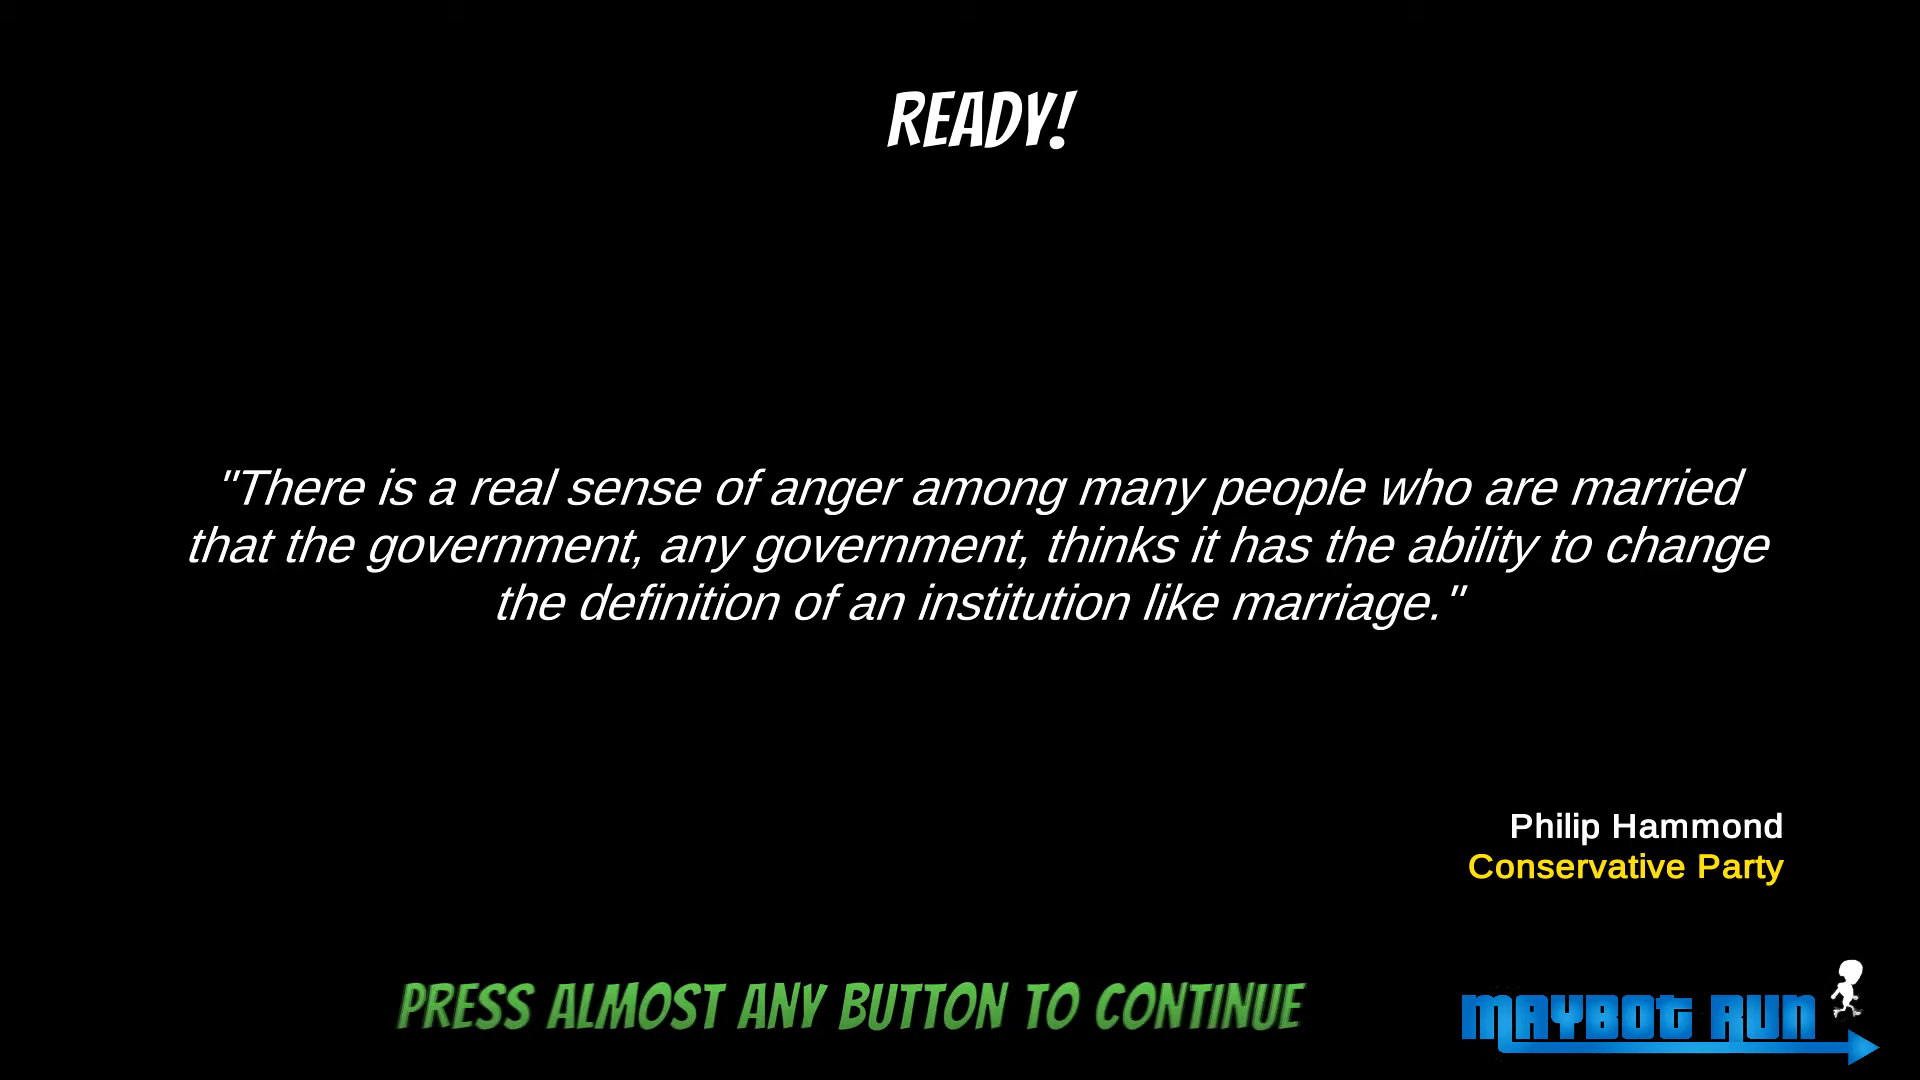 READY!
"There is a real sense of anger among many people who are married
that the government, any government, thinks it has the ability to change
the definition of an institution like marriage."
Philip Hammond
Conservative Party
PRESS ALMOST ANY BUTTON TO CONTINUE
MAYBOT RUN